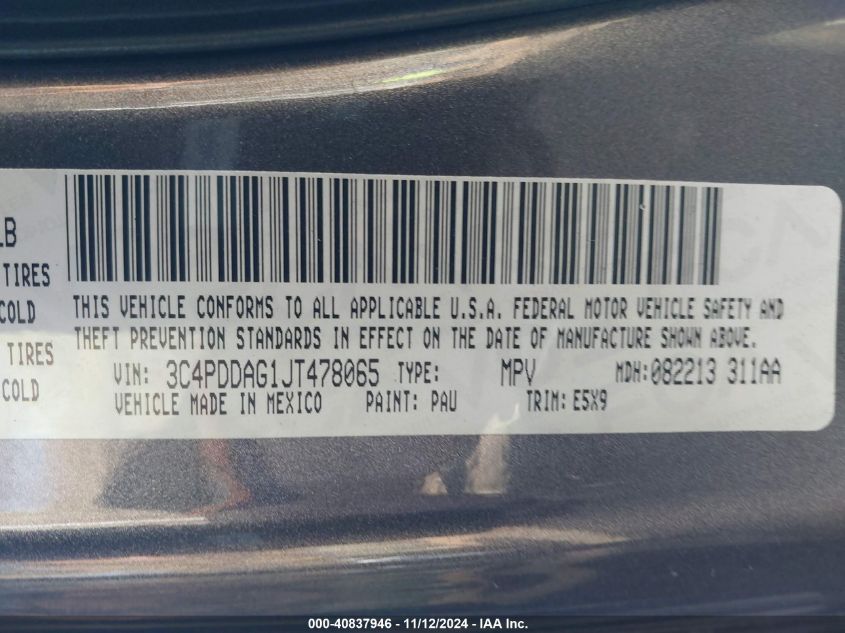 LB
TIRES
COLD
TIRES
COLD
THIS VEHICLE CONFORMS TO ALL APPLICABLE U.S.A. FEDERAL MOTOR VEHICLE SAFETY AND
THEFT PREVENTION STANDARDS IN EFFECT ON THE DATE OF MANUFACTURE SHOWN ABOVE.
VIN: 3C4PDDAG1JT478065 TYPE: MPV MDH:082213 311AA
VEHICLE MADE IN MEXICO PAINT: PAU TRIM: E5X9
000-40837946 - 11/12/2024 - IAA Inc.